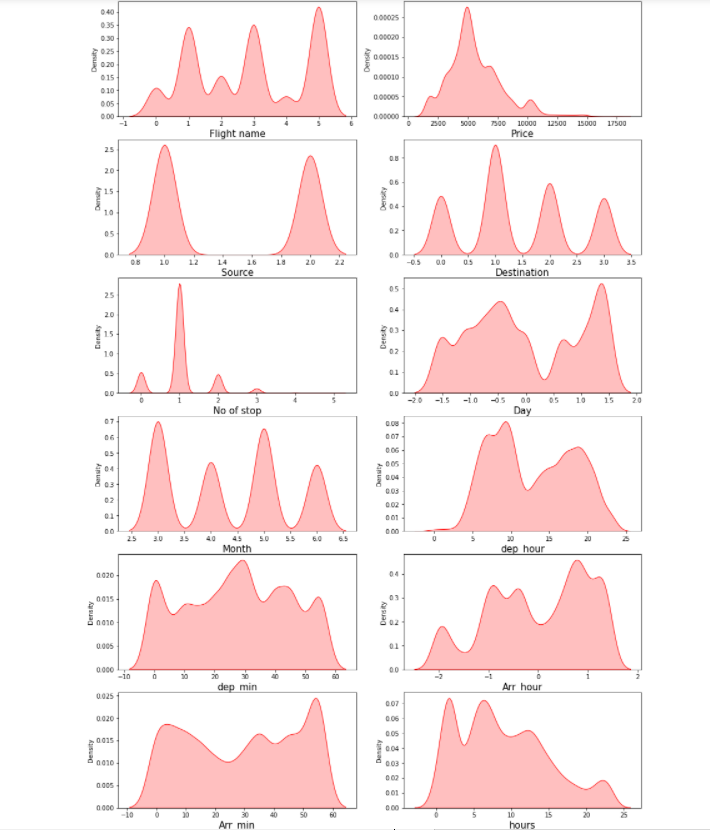 0.40
0.35
0.30
0.25
0.20
0.15
0.10
0.05
0.00
Density
-1 0 1 2 3 4 5 6
Flight name
0.00025
0.00020
0.00015
0.00010
0.00005
0.00000
Density
0 2500 5000 7500 10000 12500 15000 17500
Price
2.5
2.0
1.5
1.0
0.5
0.0
Density
0.8 1.0 1.2 1.4 1.6 1.8 2.0 2.2
Source
0.8
0.6
0.4
0.2
0.0
Density
-0.5 0.0 0.5 1.0 1.5 2.0 2.5 3.0 3.5
Destination
2.5
2.0
1.5
1.0
0.5
0.0
Density
0 1 2 3 4 5
No of stop
0.5
0.4
0.3
0.2
0.1
0.0
Density
-2.0 -1.5 -1.0 -0.5 0.0 0.5 1.0 1.5 2.0
Day
0.7
0.6
0.5
0.4
0.3
0.2
0.1
0.0
Density
2.5 3.0 3.5 4.0 4.5 5.0 5.5 6.0 6.5
Month
0.08
0.07
0.06
0.05
0.04
0.03
0.02
0.01
0.00
Density
0 5 10 15 20 25
dep_hour
0.020
0.015
0.010
0.005
0.000
Density
-10 0 10 20 30 40 50 60
dep_min
0.4
0.3
0.2
0.1
0.0
Density
-2 -1 0 1 2
Arr_hour
0.025
0.020
0.015
0.010
0.005
0.000
Density
-10 0 10 20 30 40 50 60
Arr_min
0.07
0.06
0.05
0.04
0.03
0.02
0.01
0.00
Density
0 5 10 15 20 25
hours